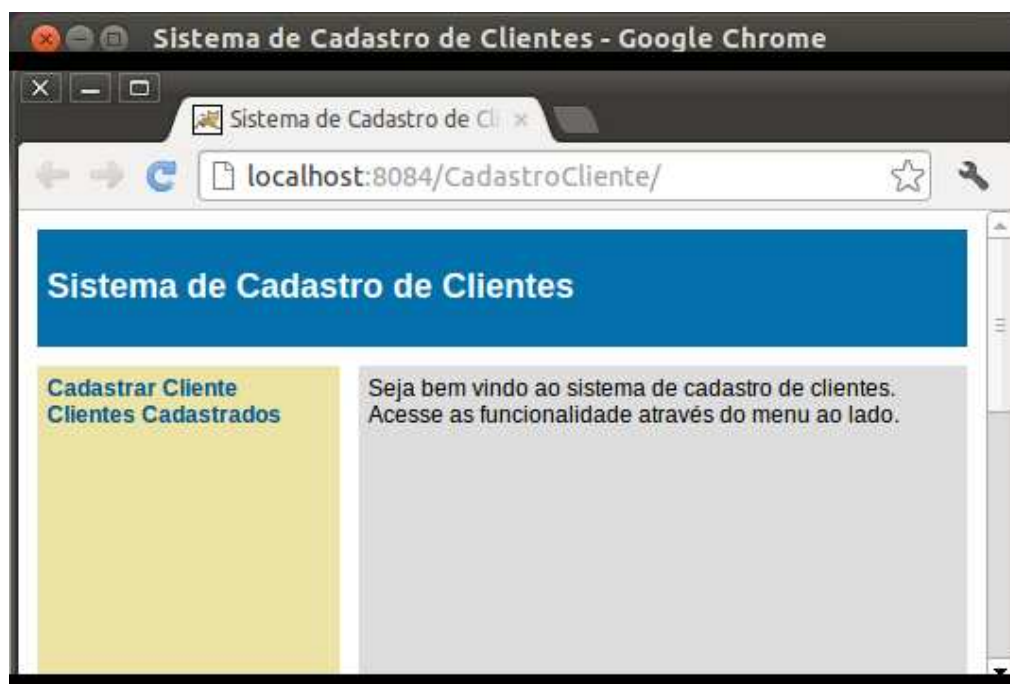 Sistema de Cadastro de Clientes - Google Chrome
Sistema de Cadastro de Cli
localhost:8084/CadastroCliente/
Sistema de Cadastro de Clientes
Cadastrar Cliente
Clientes Cadastrados
Seja bem vindo ao sistema de cadastro de clientes.
Acesse as funcionalidade através do menu ao lado.